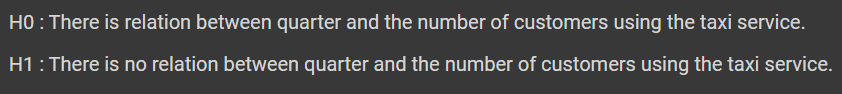 H0 : There is relation between quarter and the number of customers using the taxi service.
H1 : There is no relation between quarter and the number of customers using the taxi service.